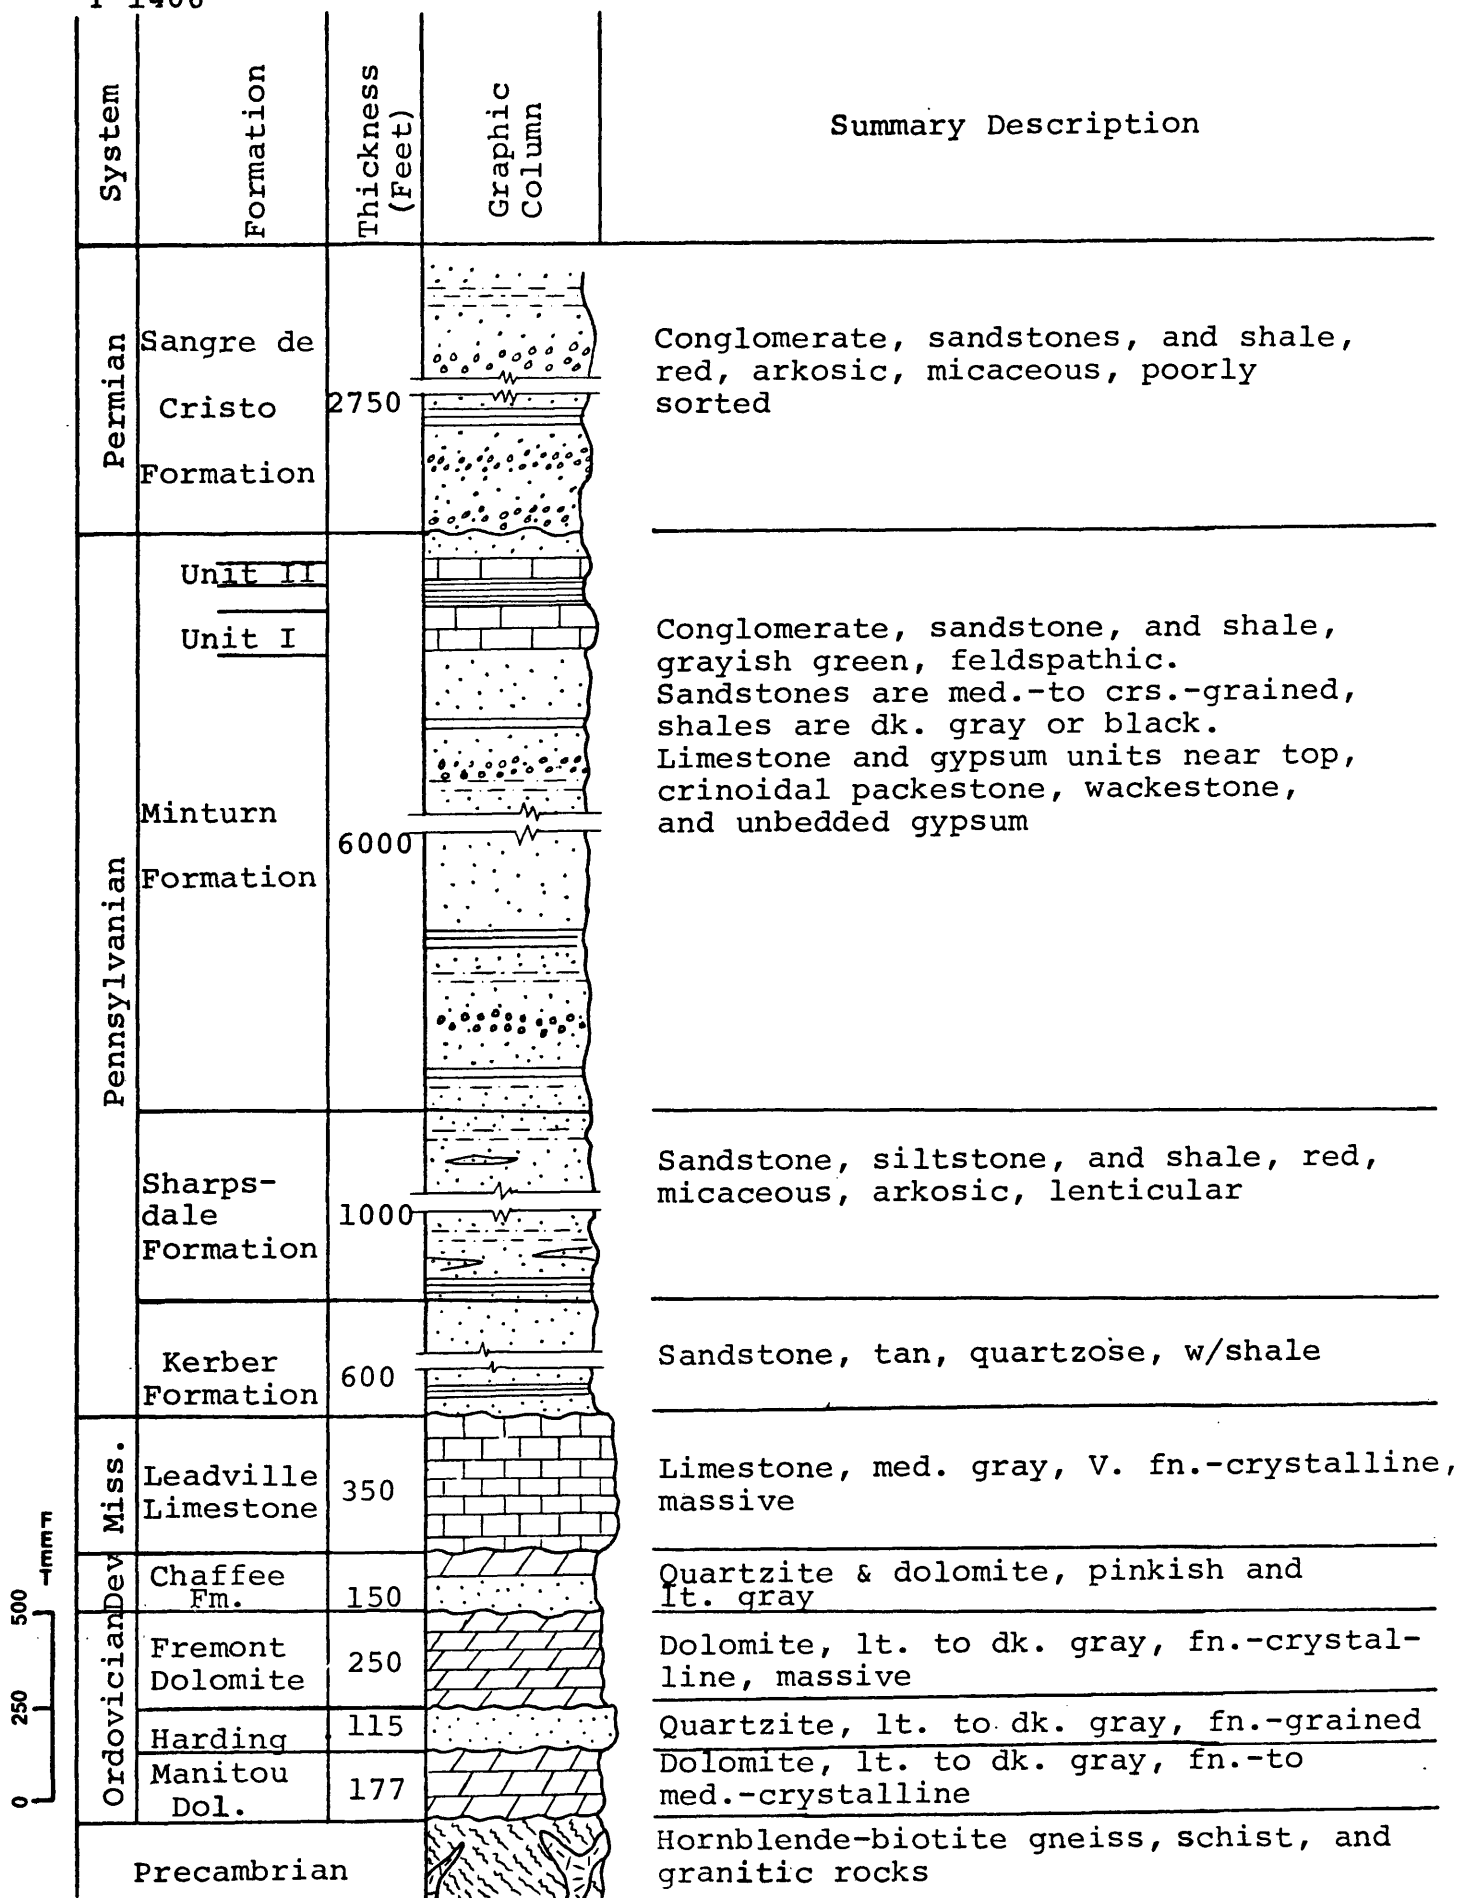 T 1406
System
Formation
Thickness
(Feet)
Graphic
Column
Summary Description
Permian
Sangre de
Cristo
Formation
2750
Conglomerate, sandstones, and shale,
red, arkosic, micaceous, poorly
sorted
Pennsylvanian
Unit II
Unit I
Minturn
Formation
6000
Conglomerate, sandstone, and shale,
grayish green, feldspathic.
Sandstones are med.-to crs.-grained,
shales are dk. gray or black.
Limestone and gypsum units near top,
crinoidal packestone, wackestone,
and unbedded gypsum
Sharps-
dale
Formation
1000
Sandstone, siltstone, and shale, red,
micaceous, arkosic, lenticular
Kerber
Formation
600
Sandstone, tan, quartzose, w/shale
Miss.
Leadville
Limestone
350
Limestone, med. gray, V. fn.-crystalline,
massive
Dev
Chaffee
Fm.
150
Quartzite & dolomite, pinkish and
lt. gray
Ordovician
Fremont
Dolomite
250
Dolomite, lt. to dk. gray, fn.-crystal-
line, massive
Harding
115
Quartzite, lt. to dk. gray, fn.-grained
Manitou
Dol.
177
Dolomite, lt. to dk. gray, fn.-to
med.-crystalline
Precambrian
Hornblende-biotite gneiss, schist, and
granitic rocks
FEET
500
250
0